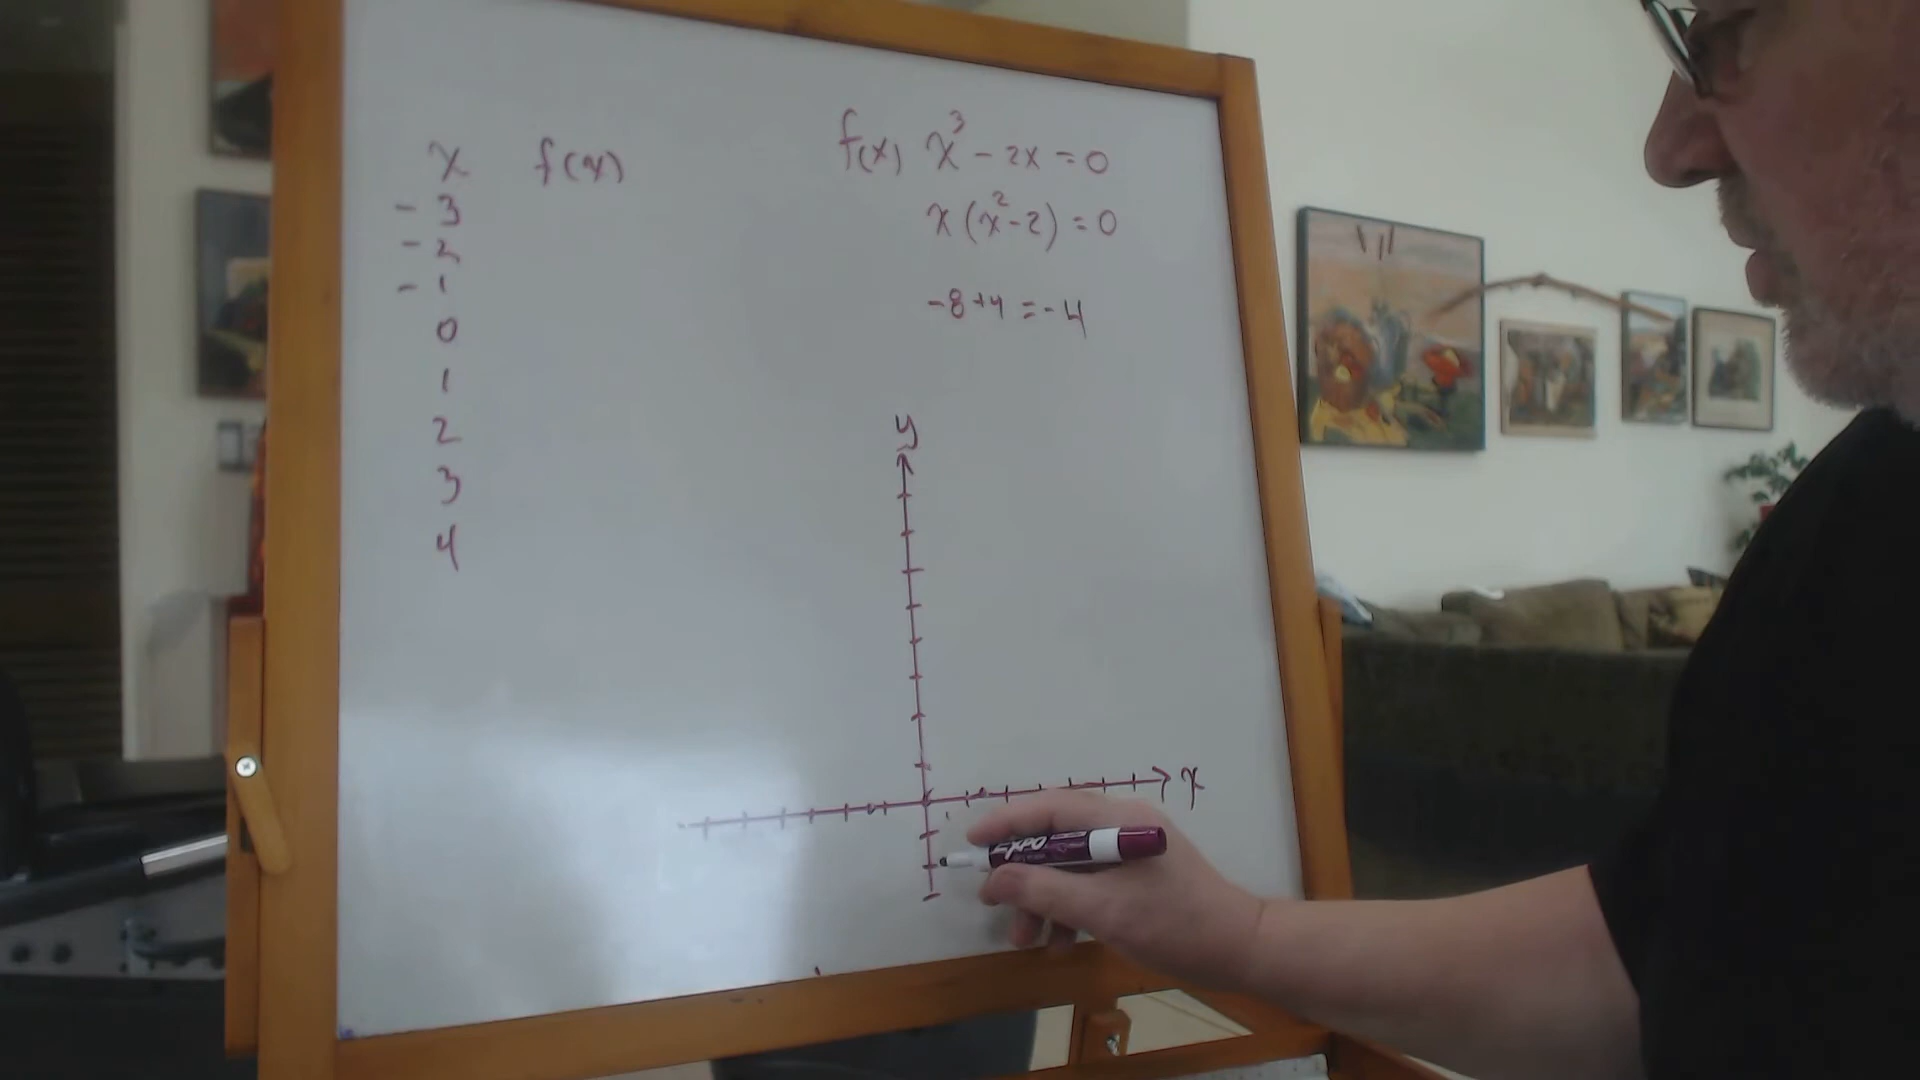 x f(x)
-3
-2
-1
0
1
2
3
4
f(x) x³ - 2x = 0
x(x² - 2) = 0
-8 + 4 = -4
y
x
EXPO